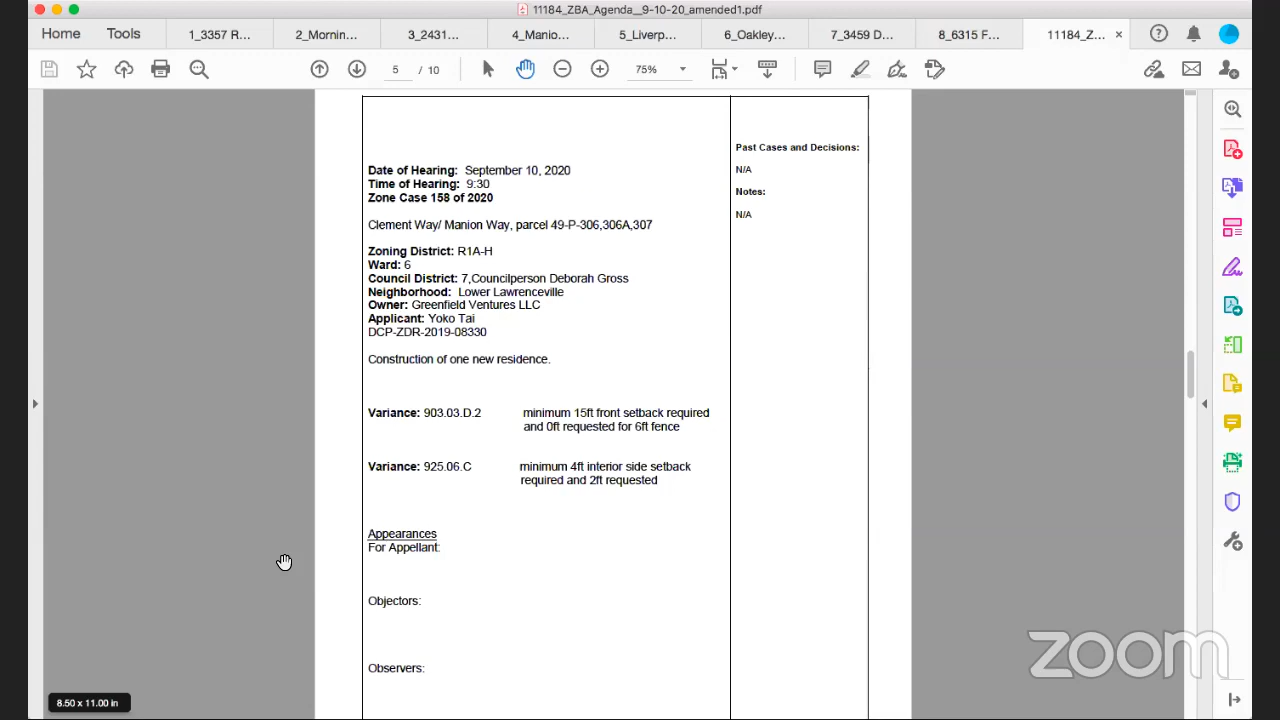 11184_ZBA_Agenda__9-10-20_amended1.pdf
Home Tools 1_3357 R... 2_Mornin... 3_2431... 4_Manio... 5_Liverp... 6_Oakley... 7_3459 D... 8_6315 F... 11184_Z... ×
5 / 10 75%
Past Cases and Decisions:
N/A
Notes:
N/A
Date of Hearing: September 10, 2020
Time of Hearing: 9:30
Zone Case 158 of 2020
Clement Way/ Manion Way, parcel 49-P-306,306A,307
Zoning District: R1A-H
Ward: 6
Council District: 7,Councilperson Deborah Gross
Neighborhood: Lower Lawrenceville
Owner: Greenfield Ventures LLC
Applicant: Yoko Tai
DCP-ZDR-2019-08330
Construction of one new residence.
Variance: 903.03.D.2 minimum 15ft front setback required
and 0ft requested for 6ft fence
Variance: 925.06.C minimum 4ft interior side setback
required and 2ft requested
Appearances
For Appellant:
Objectors:
Observers:
8.50 x 11.00 in
zoom